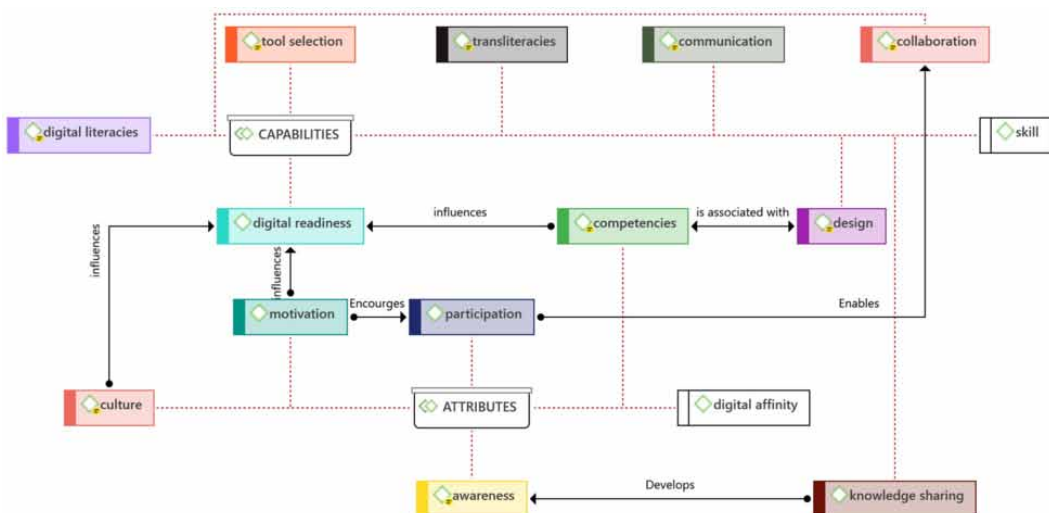 tool selection
transliteracies
communication
collaboration
digital literacies
CAPABILITIES
skill
digital readiness
influences
competencies
is associated with
design
influences
influences
motivation
Encourges
participation
Enables
culture
ATTRIBUTES
digital affinity
awareness
Develops
knowledge sharing